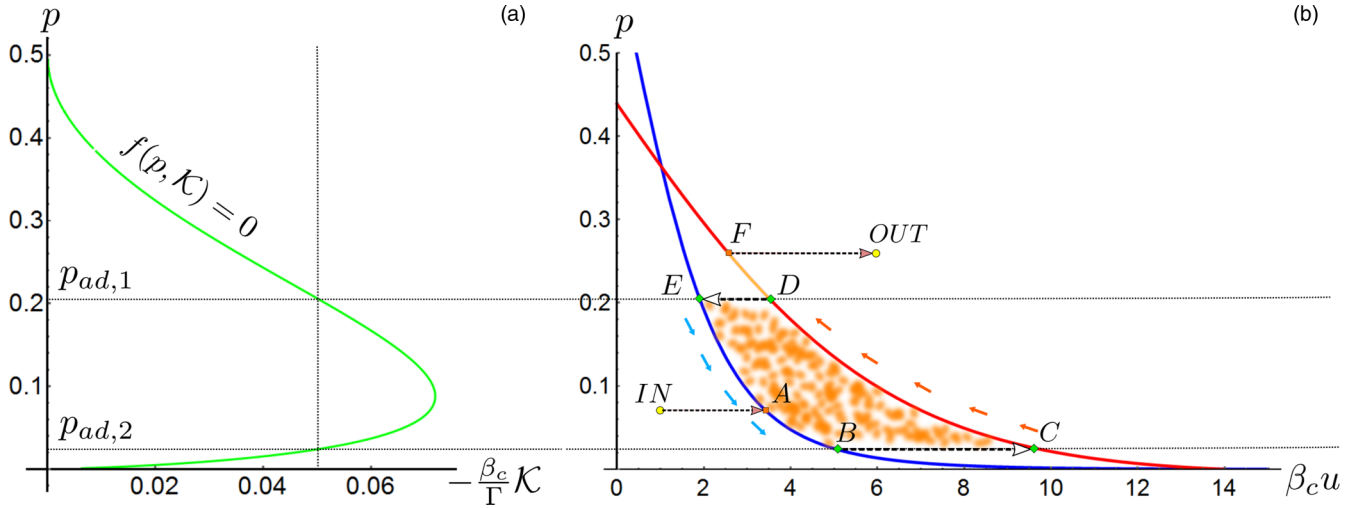 p
(a)
0.5
0.4
f(p, 𝒦) = 0
0.3
p_{ad,1}
0.2
0.1
p_{ad,2}
0.02
0.04
0.06
−\frac{β_c}{Γ}𝒦
p
(b)
0.5
0.4
0.3
F
OUT
E
D
0.2
0.1
IN
A
B
C
0
2
4
6
8
10
12
14
β_c u